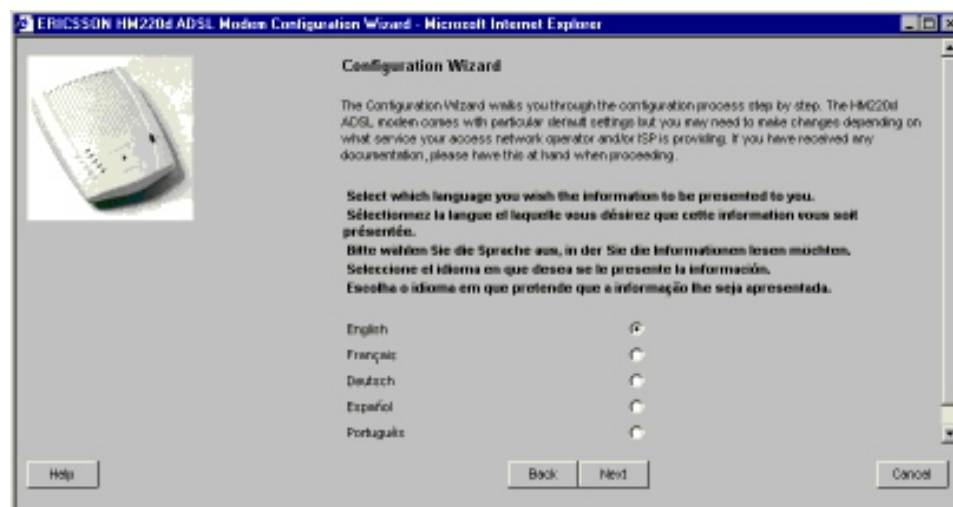 ERICSSON HM220d ADSL Modem Configuration Wizard - Microsoft Internet Explorer
Configuration Wizard
The Configuration Wizard walks you through the configuration process step by step. The HM220d
ADSL modem comes with particular default settings but you may need to make changes depending on
what service your access network operator and/or ISP is providing. If you have received any
documentation, please have this at hand when proceeding.
Select which language you wish the information to be presented to you.
Sélectionnez la langue el laquelle vous désirez que cette information vous soit
présentée.
Bitte wählen Sie die Sprache aus, in der Sie die Informationen lesen möchten.
Seleccione el idioma en que desea se le presente la información.
Escolha o idioma em que pretende que a informação lhe seja apresentada.
English
Français
Deutsch
Español
Português
Help
Back
Next
Cancel